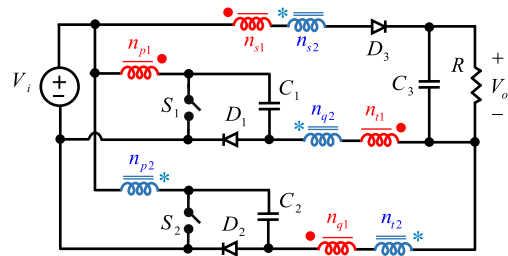 * n_s1 n_s2 D_3
n_p1
V_i + − S_1 C_1 C_3 R + V_o −
D_1 * n_q2 n_t1
n_p2 *
S_2 D_2 C_2 n_q1 n_t2 *